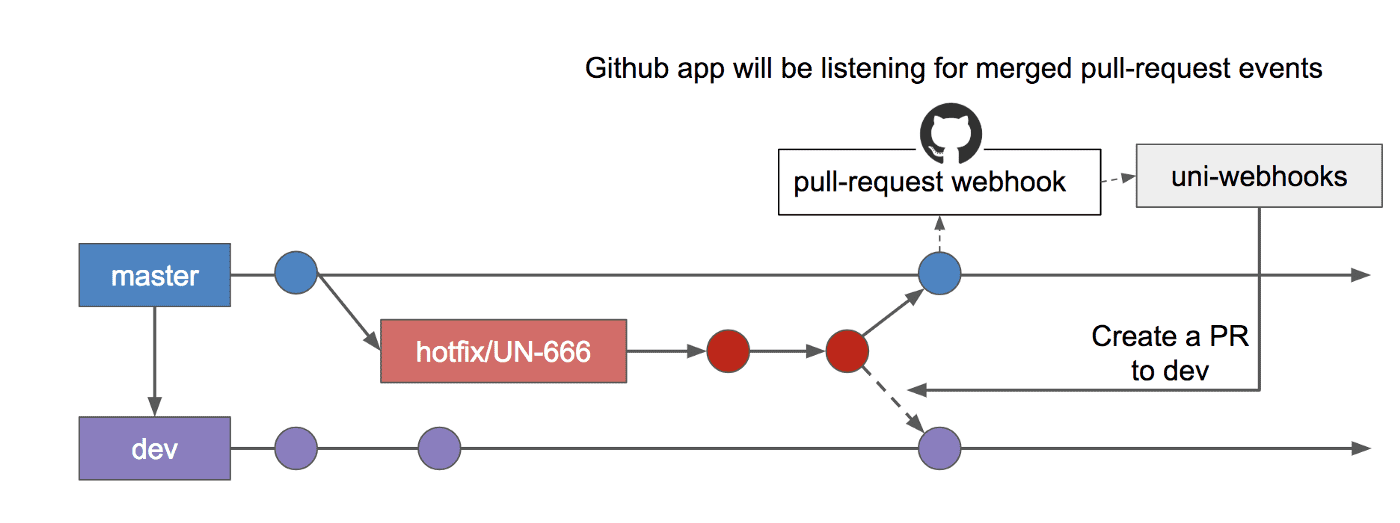 Github app will be listening for merged pull-request events
pull-request webhook
uni-webhooks
master
hotfix/UN-666
Create a PR
to dev
dev